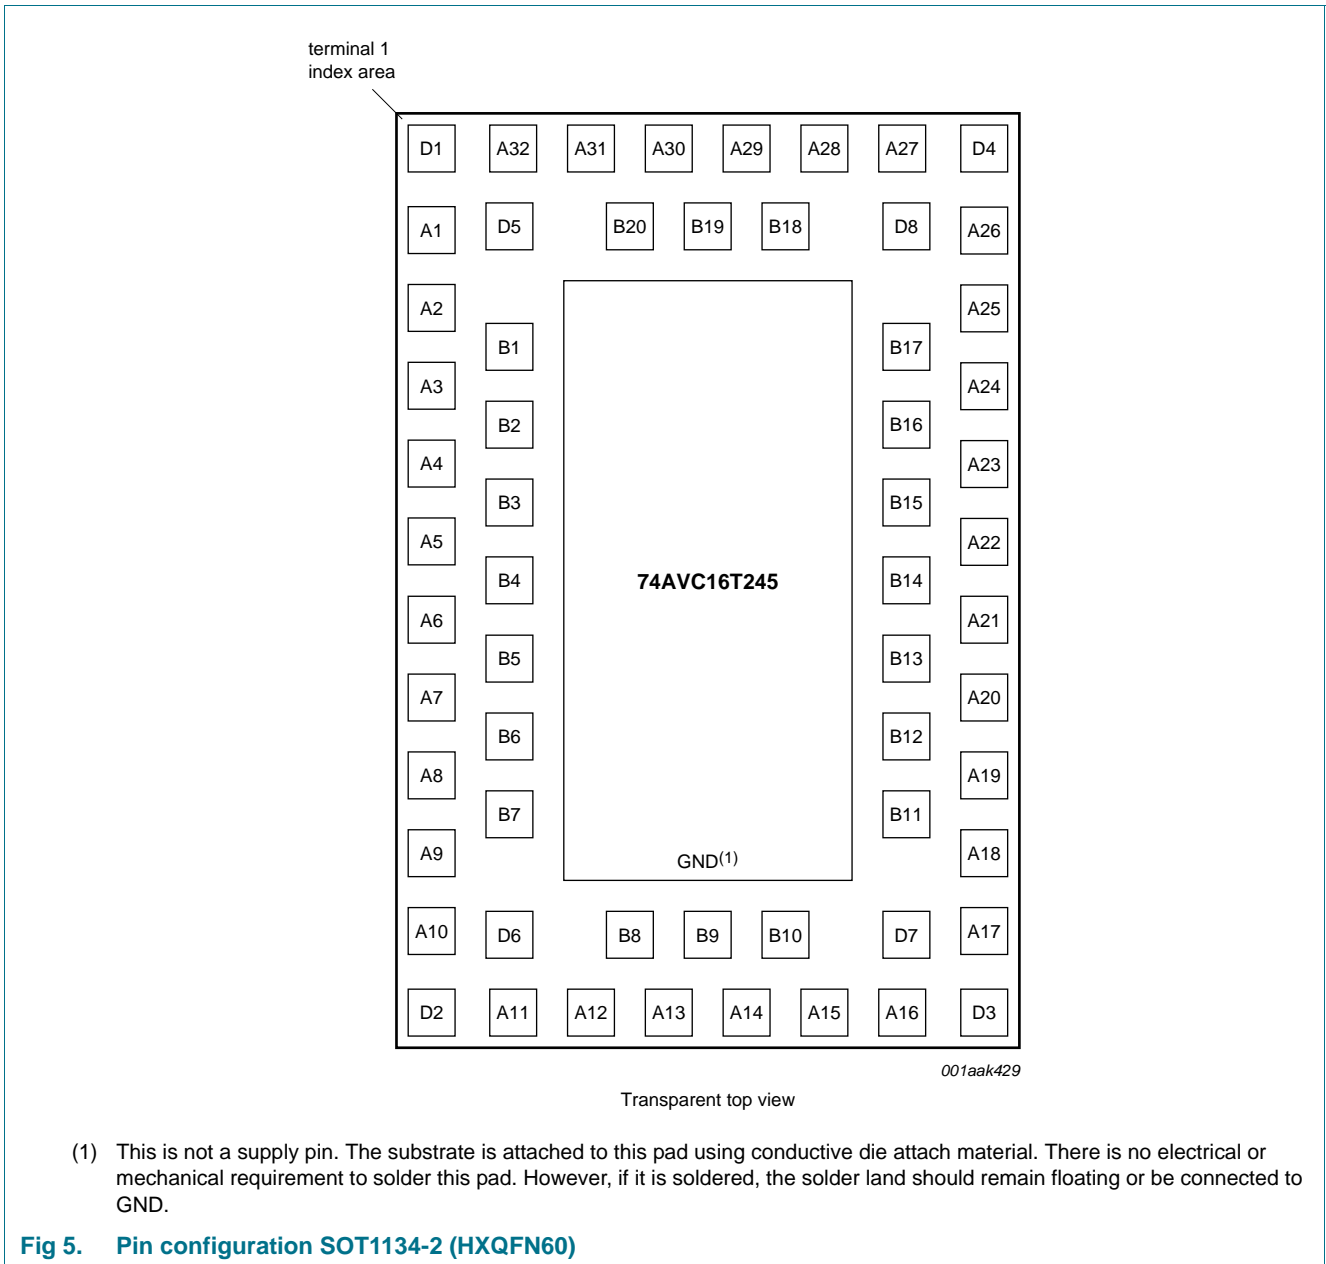 terminal 1
index area
D1 A32 A31 A30 A29 A28 A27 D4
A1 D5 B20 B19 B18 D8 A26
A2 A25
B1 B17
A3 A24
B2 B16
A4 A23
B3 B15
A5 A22
B4 74AVC16T245 B14
A6 A21
B5 B13
A7 A20
B6 B12
A8 A19
B7 B11
A9 GND(1) A18
A10 D6 B8 B9 B10 D7 A17
D2 A11 A12 A13 A14 A15 A16 D3
001aak429
Transparent top view
(1) This is not a supply pin. The substrate is attached to this pad using conductive die attach material. There is no electrical or
mechanical requirement to solder this pad. However, if it is soldered, the solder land should remain floating or be connected to
GND.
Fig 5. Pin configuration SOT1134-2 (HXQFN60)